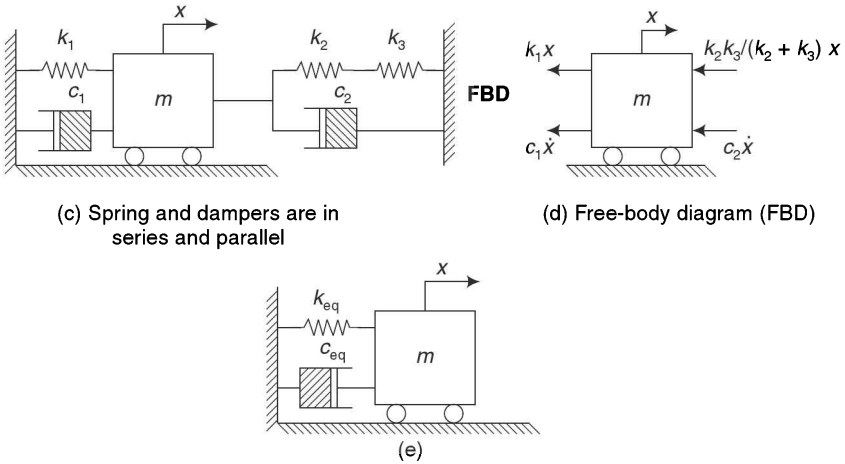 x
x
k₁
k₂
k₃
k₁x
k₂k₃/(k₂ + k₃) x
c₁
m
c₂
FBD
m
c₁ẋ
c₂ẋ
(c) Spring and dampers are in
series and parallel
(d) Free-body diagram (FBD)
x
kₑq
cₑq
m
(e)